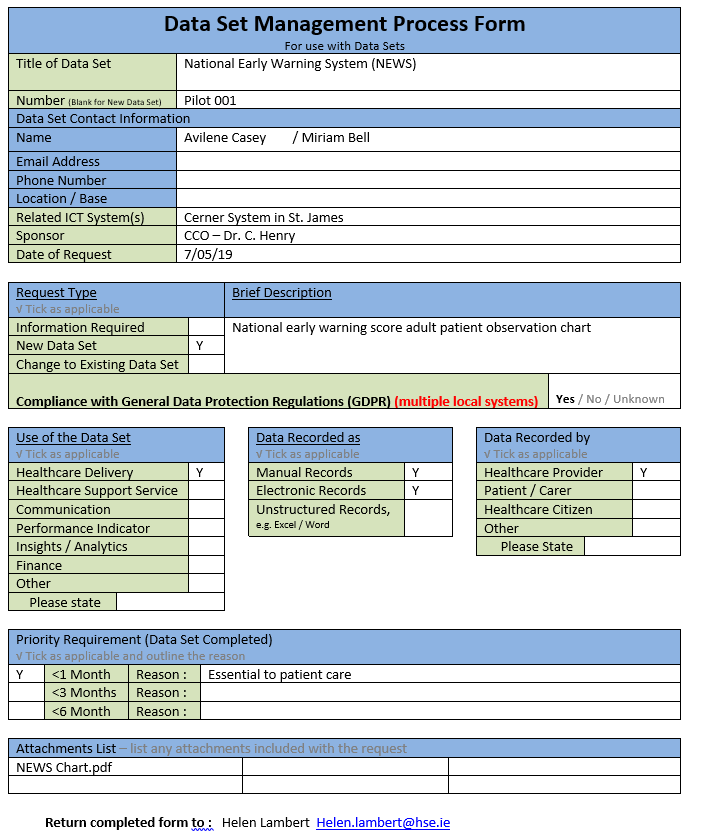 Data Set Management Process Form
For use with Data Sets
Title of Data Set National Early Warning System (NEWS)
Number (Blank for New Data Set) Pilot 001
Data Set Contact Information
Name Avilene Casey / Miriam Bell
Email Address
Phone Number
Location / Base
Related ICT System(s) Cerner System in St. James
Sponsor CCO – Dr. C. Henry
Date of Request 7/05/19
Request Type Brief Description
√ Tick as applicable
Information Required National early warning score adult patient observation chart
New Data Set Y
Change to Existing Data Set
Compliance with General Data Protection Regulations (GDPR) (multiple local systems) Yes / No / Unknown
Use of the Data Set Data Recorded as Data Recorded by
√ Tick as applicable √ Tick as applicable √ Tick as applicable
Healthcare Delivery Y Manual Records Y Healthcare Provider Y
Healthcare Support Service Electronic Records Y Patient / Carer
Communication Unstructured Records, Healthcare Citizen
Performance Indicator e.g. Excel / Word Other
Insights / Analytics Please State
Finance
Other
Please state
Priority Requirement (Data Set Completed)
√ Tick as applicable and outline the reason
Y <1 Month Reason : Essential to patient care
<3 Months Reason :
<6 Month Reason :
Attachments List – list any attachments included with the request
NEWS Chart.pdf
Return completed form to : Helen Lambert Helen.lambert@hse.ie